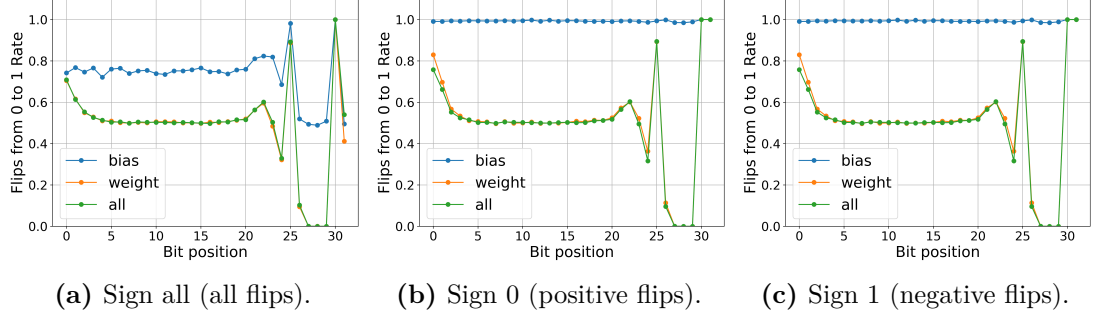 Flips from 0 to 1 Rate
1.0
0.8
0.6
0.4
0.2
0.0
bias
weight
all
0 5 10 15 20 25 30
Bit position
(a) Sign all (all flips).
Flips from 0 to 1 Rate
1.0
0.8
0.6
0.4
0.2
0.0
bias
weight
all
0 5 10 15 20 25 30
Bit position
(b) Sign 0 (positive flips).
Flips from 0 to 1 Rate
1.0
0.8
0.6
0.4
0.2
0.0
bias
weight
all
0 5 10 15 20 25 30
Bit position
(c) Sign 1 (negative flips).